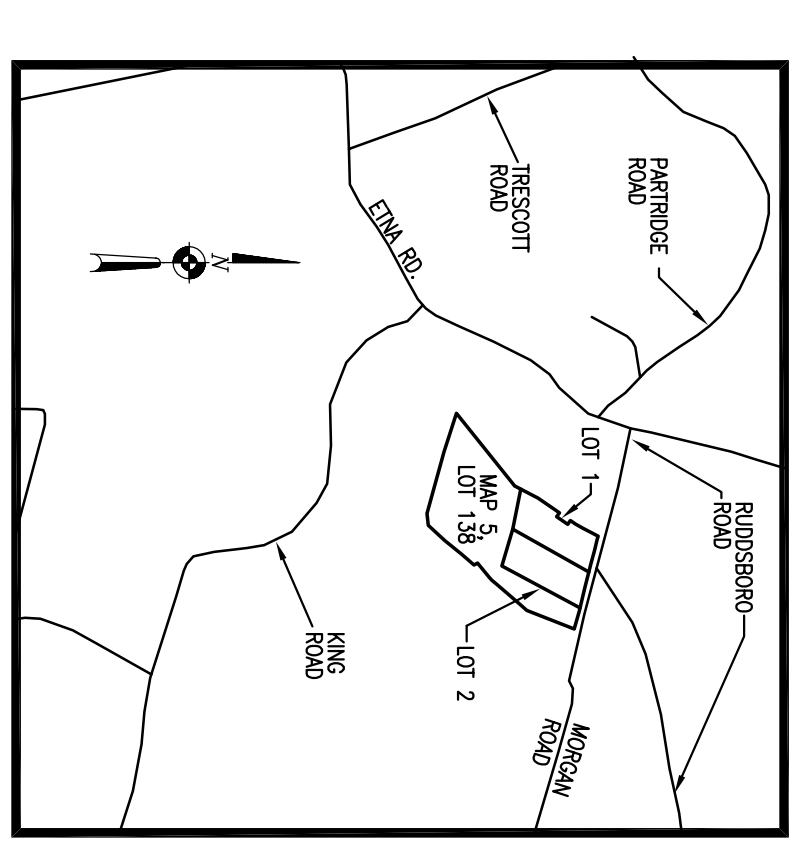 PARTRIDGE
ROAD
TRESCOTT
ROAD
ETNA RD.
N
RUDDSBORO
ROAD
LOT 1
MAP 5,
LOT 138
LOT 2
MORGAN
ROAD
KING
ROAD